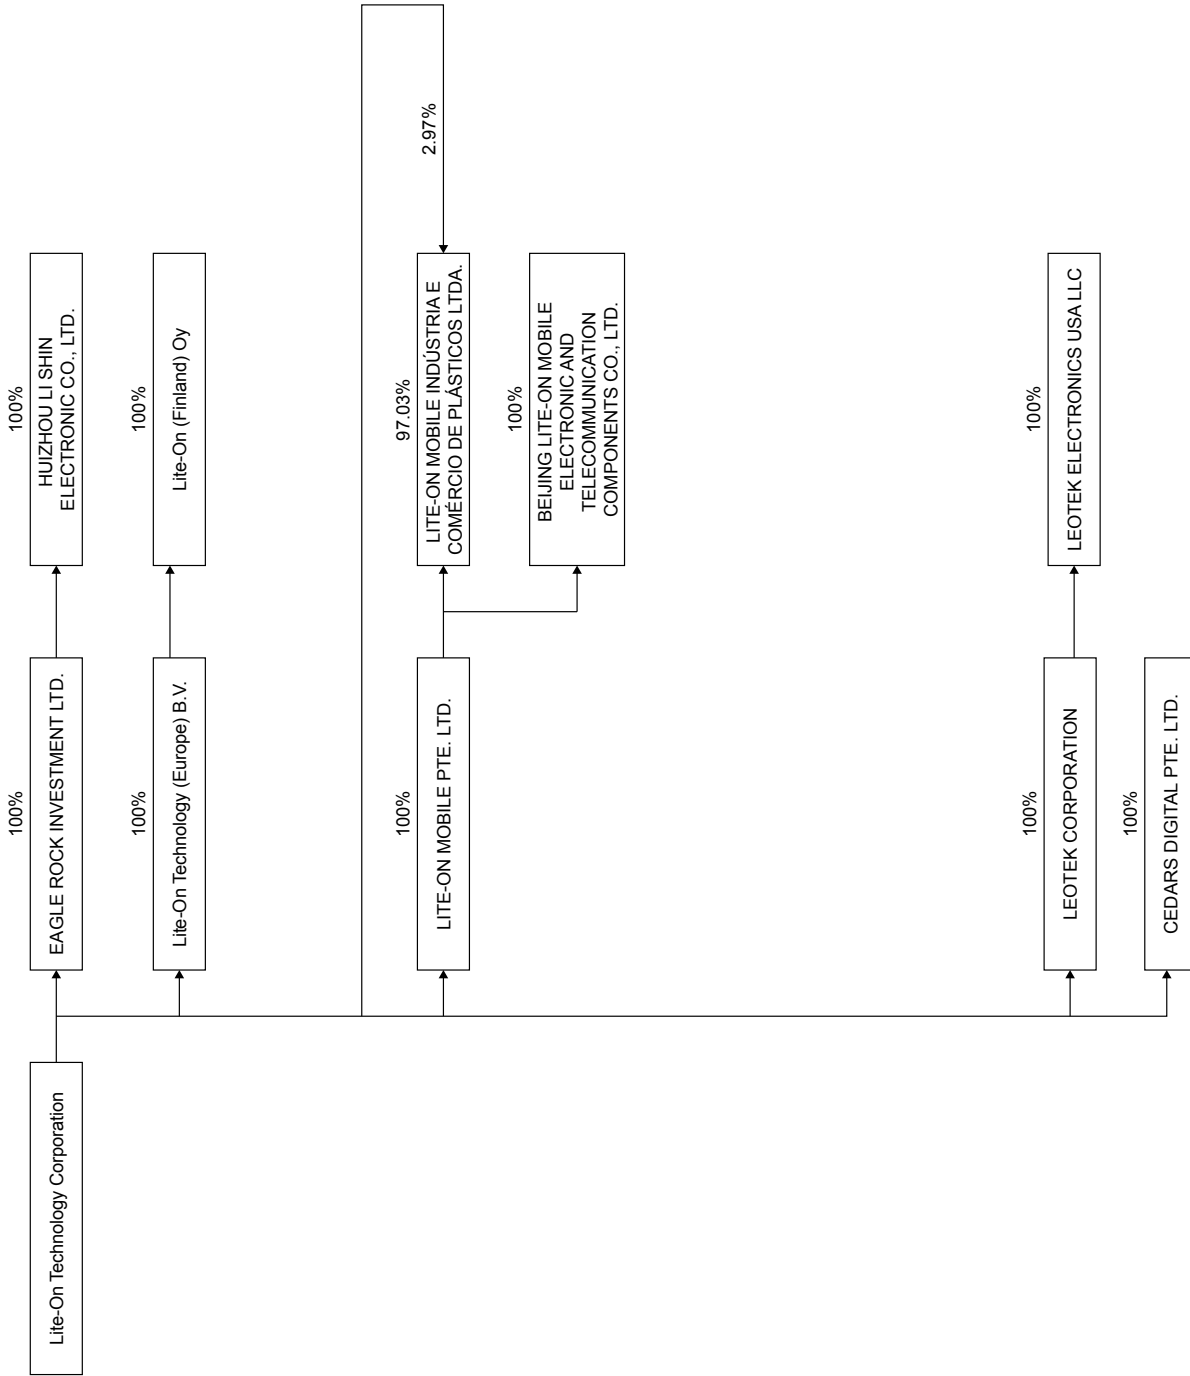 Lite-On Technology Corporation
100%
EAGLE ROCK INVESTMENT LTD.
100%
HUIZHOU LI SHIN
ELECTRONIC CO., LTD.
100%
Lite-On Technology (Europe) B.V.
100%
Lite-On (Finland) Oy
100%
LITE-ON MOBILE PTE. LTD.
97.03%
2.97%
LITE-ON MOBILE INDÚSTRIA E
COMÉRCIO DE PLÁSTICOS LTDA.
100%
BEIJING LITE-ON MOBILE
ELECTRONIC AND
TELECOMMUNICATION
COMPONENTS CO., LTD.
100%
LEOTEK CORPORATION
100%
LEOTEK ELECTRONICS USA LLC
100%
CEDARS DIGITAL PTE. LTD.